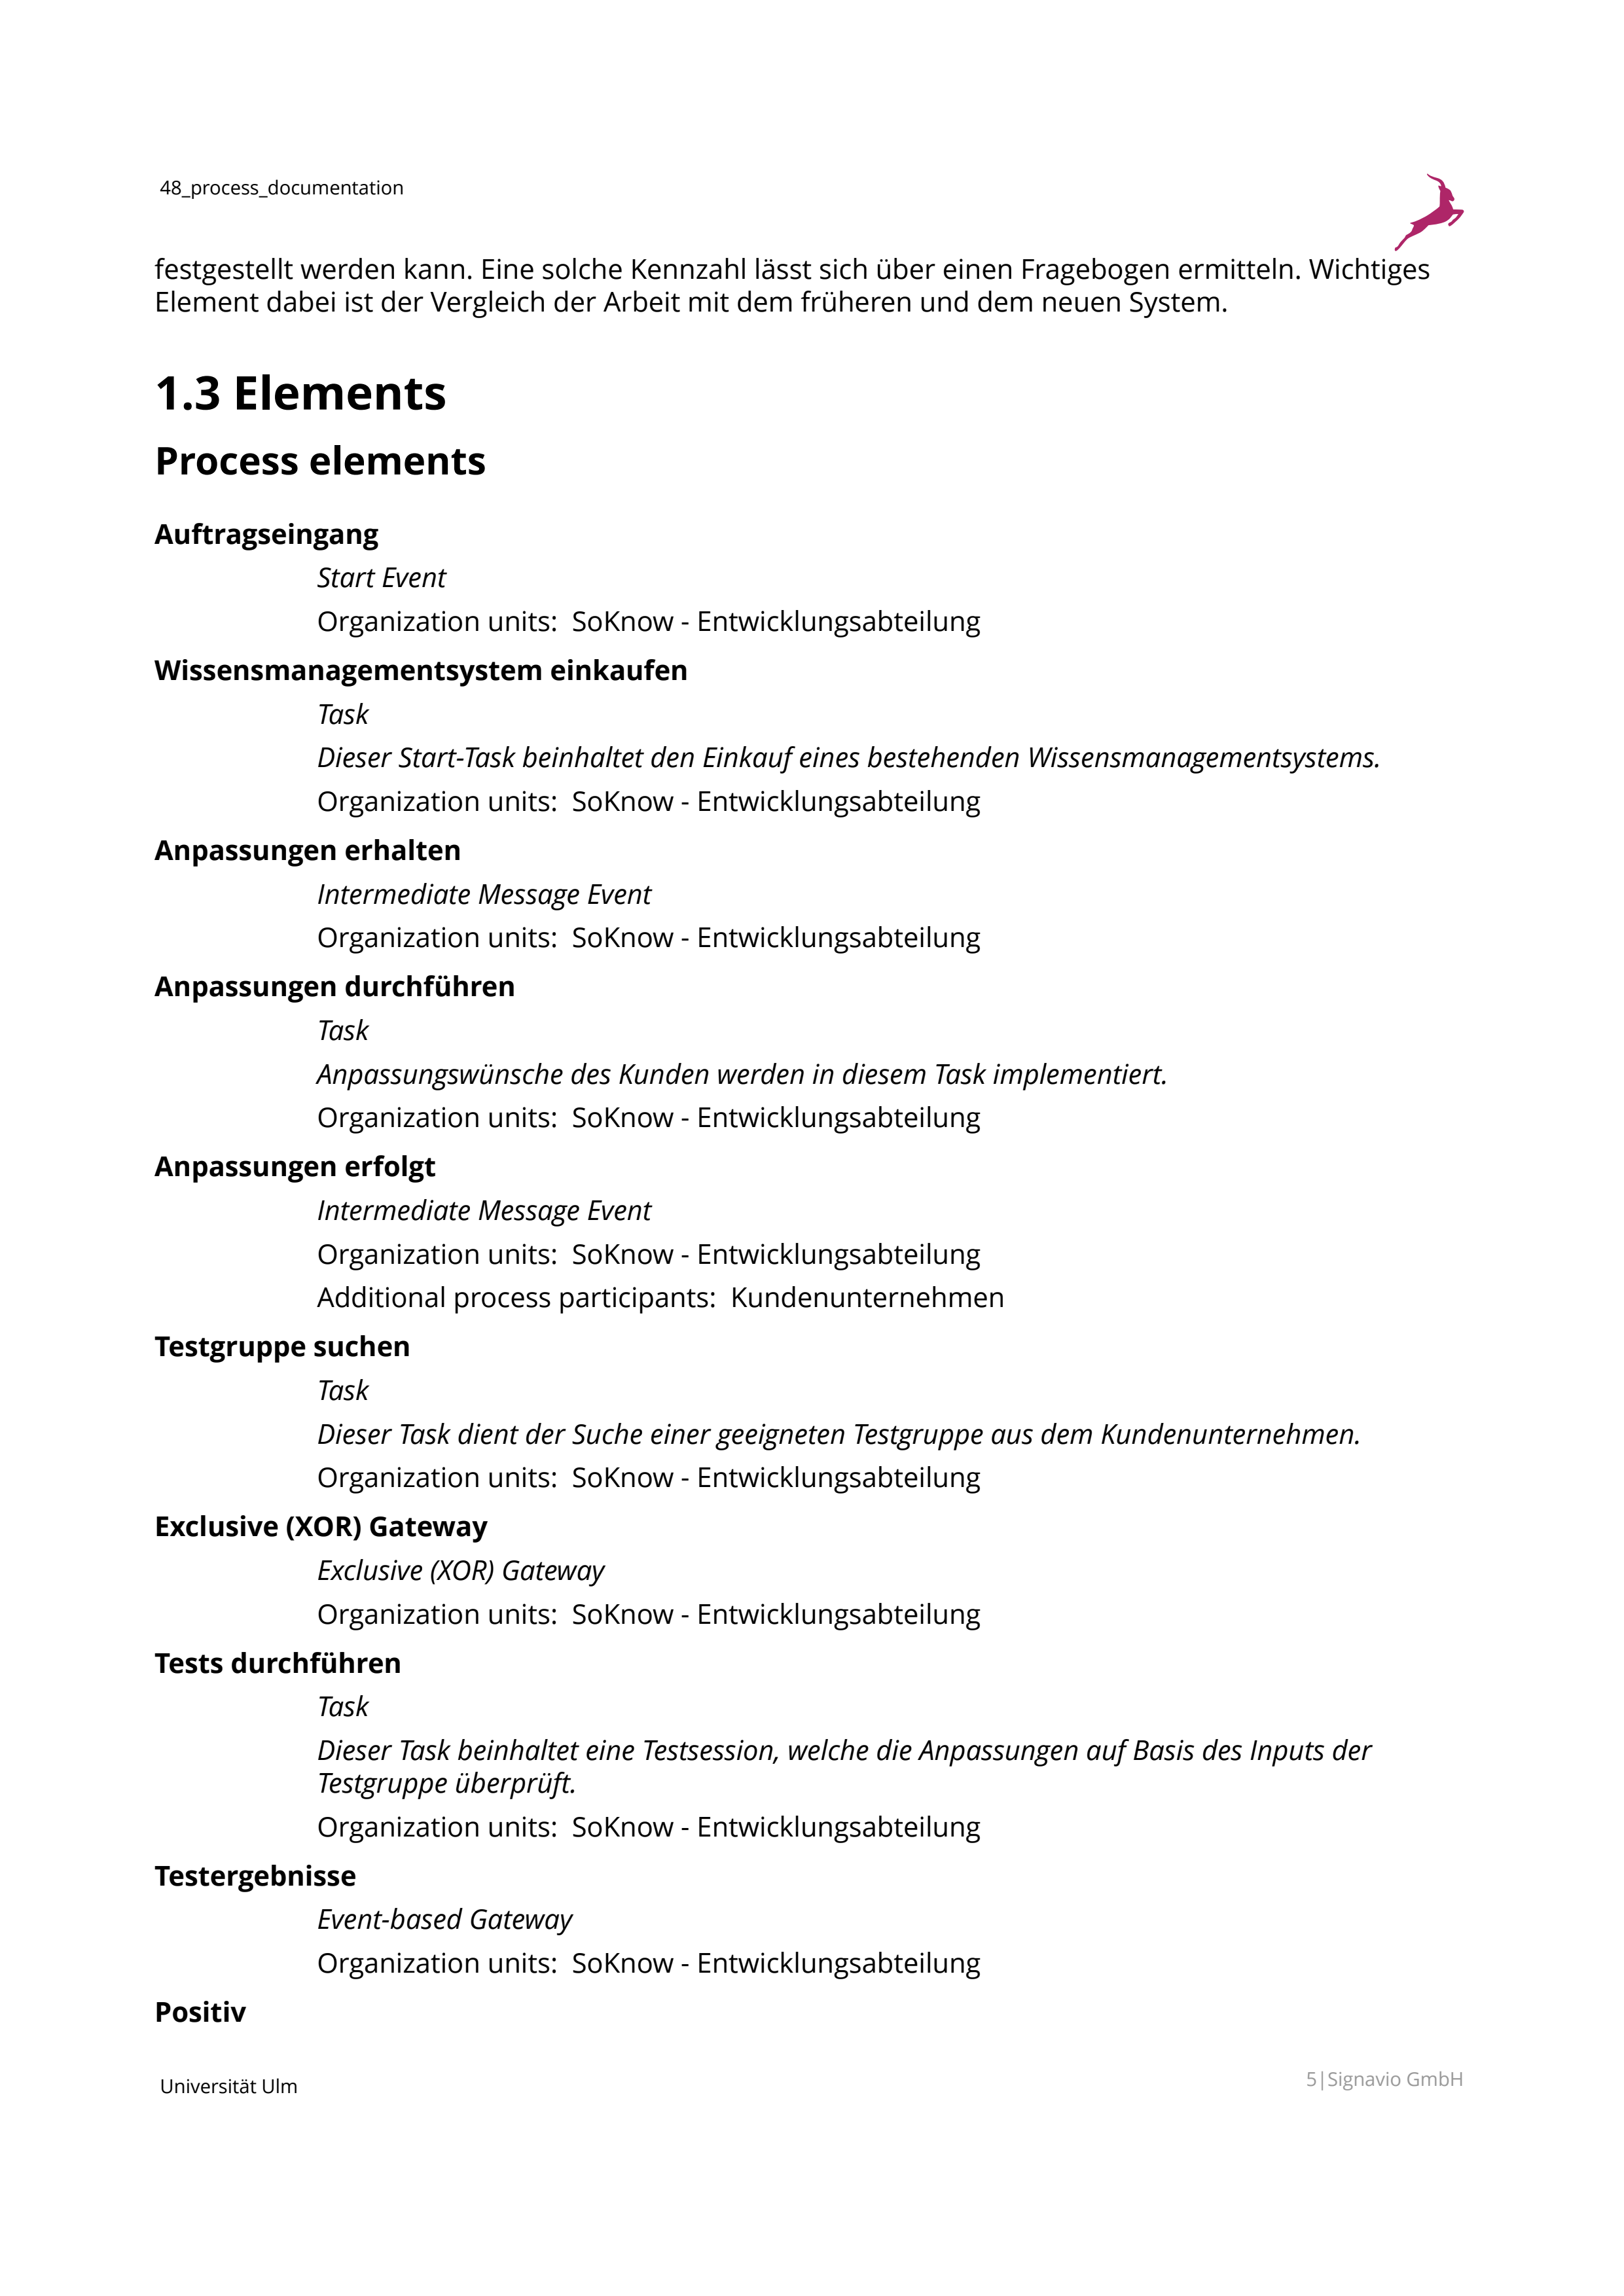 48_process_documentation
festgestellt werden kann. Eine solche Kennzahl lässt sich über einen Fragebogen ermitteln. Wichtiges
Element dabei ist der Vergleich der Arbeit mit dem früheren und dem neuen System.
1.3 Elements
Process elements
Auftragseingang
Start Event
Organization units: SoKnow - Entwicklungsabteilung
Wissensmanagementsystem einkaufen
Task
Dieser Start-Task beinhaltet den Einkauf eines bestehenden Wissensmanagementsystems.
Organization units: SoKnow - Entwicklungsabteilung
Anpassungen erhalten
Intermediate Message Event
Organization units: SoKnow - Entwicklungsabteilung
Anpassungen durchführen
Task
Anpassungswünsche des Kunden werden in diesem Task implementiert.
Organization units: SoKnow - Entwicklungsabteilung
Anpassungen erfolgt
Intermediate Message Event
Organization units: SoKnow - Entwicklungsabteilung
Additional process participants: Kundenunternehmen
Testgruppe suchen
Task
Dieser Task dient der Suche einer geeigneten Testgruppe aus dem Kundenunternehmen.
Organization units: SoKnow - Entwicklungsabteilung
Exclusive (XOR) Gateway
Exclusive (XOR) Gateway
Organization units: SoKnow - Entwicklungsabteilung
Tests durchführen
Task
Dieser Task beinhaltet eine Testsession, welche die Anpassungen auf Basis des Inputs der
Testgruppe überprüft.
Organization units: SoKnow - Entwicklungsabteilung
Testergebnisse
Event-based Gateway
Organization units: SoKnow - Entwicklungsabteilung
Positiv
Universität Ulm
5|Signavio GmbH